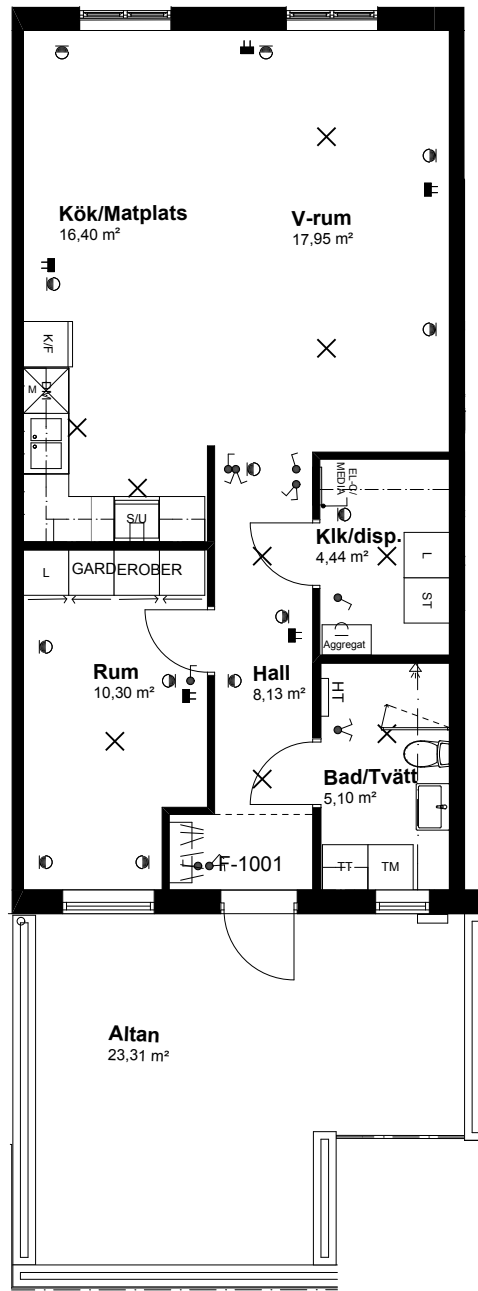 Kök/Matplats
16,40 m²
V-rum
17,95 m²
K/F
M
DM
S/U
EL-C/
MEDIA
Klk/disp.
4,44 m²
L
ST
Aggregat
L
GARDEROBER
Rum
10,30 m²
Hall
8,13 m²
HT
Bad/Tvätt
5,10 m²
F-1001
TT
TM
Altan
23,31 m²